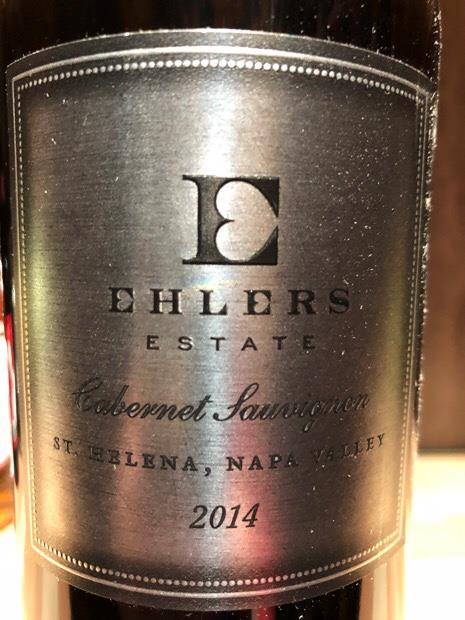 E
EHLERS
ESTATE
Cabernet Sauvignon
ST. HELENA, NAPA VALLEY
2014